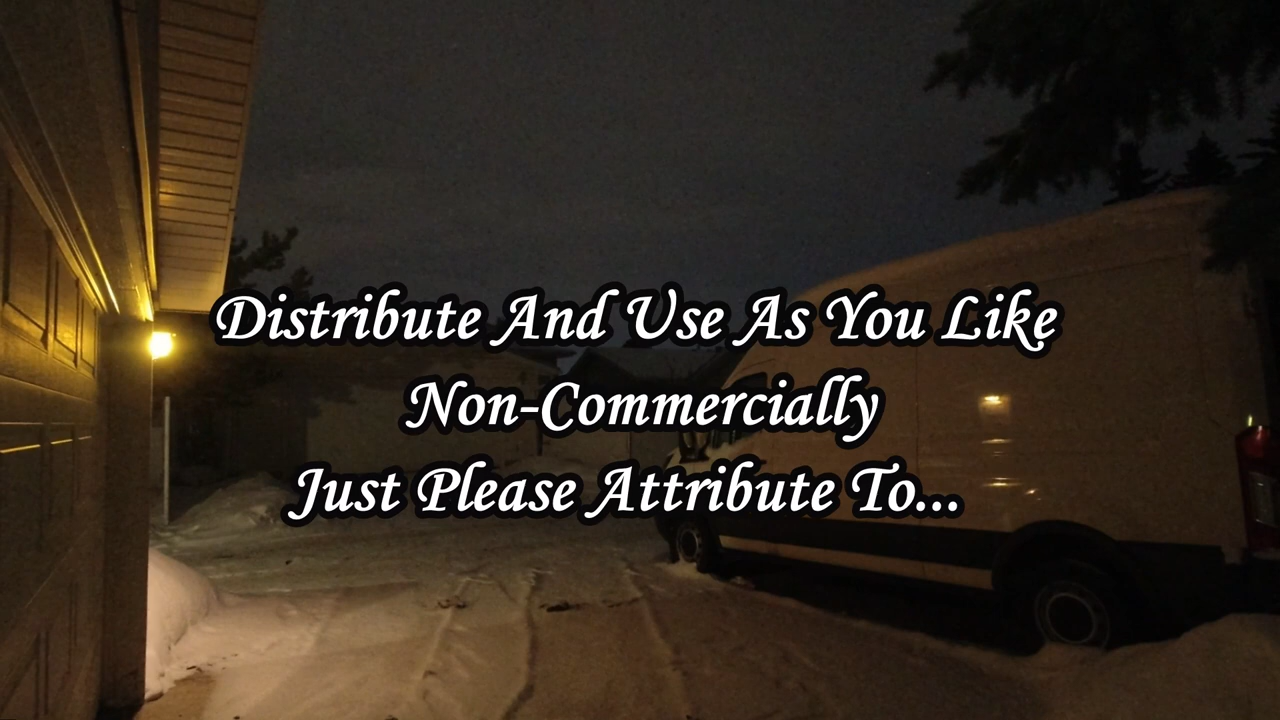 Distribute And Use As You Like
Non-Commercially
Just Please Attribute To...